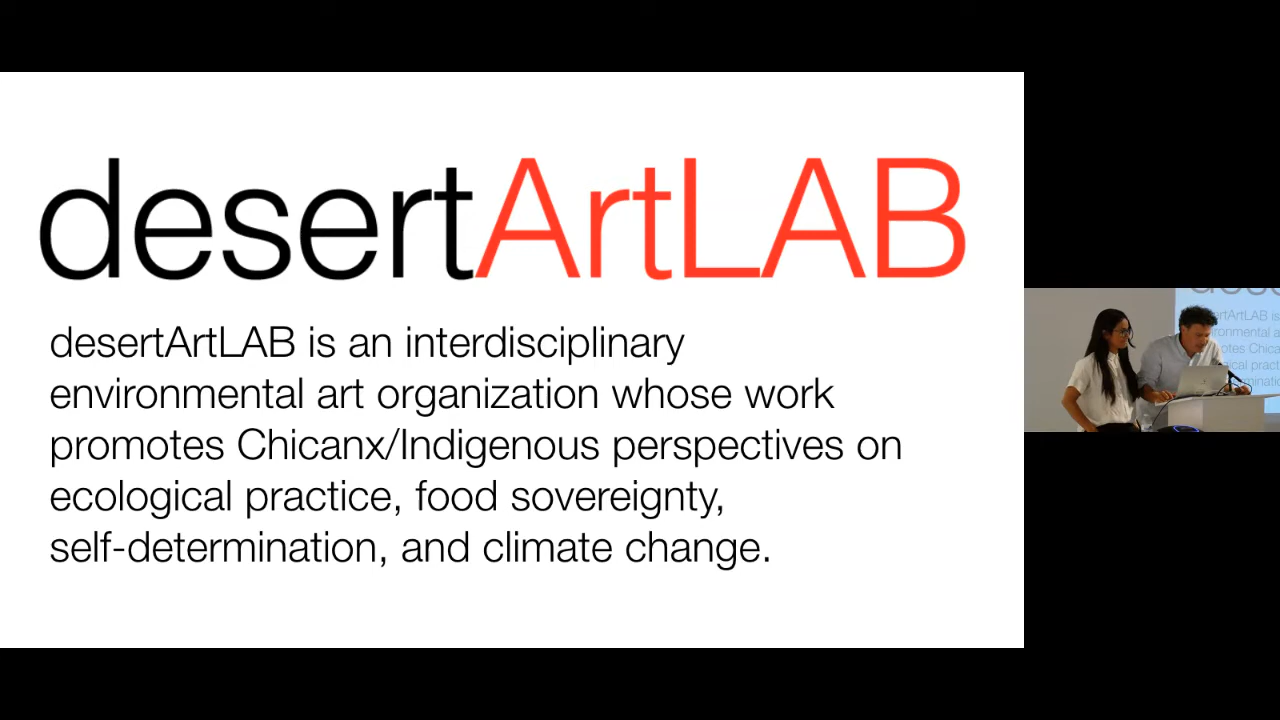 desertArtLAB
desertArtLAB is an interdisciplinary
environmental art organization whose work
promotes Chicanx/Indigenous perspectives on
ecological practice, food sovereignty,
self-determination, and climate change.